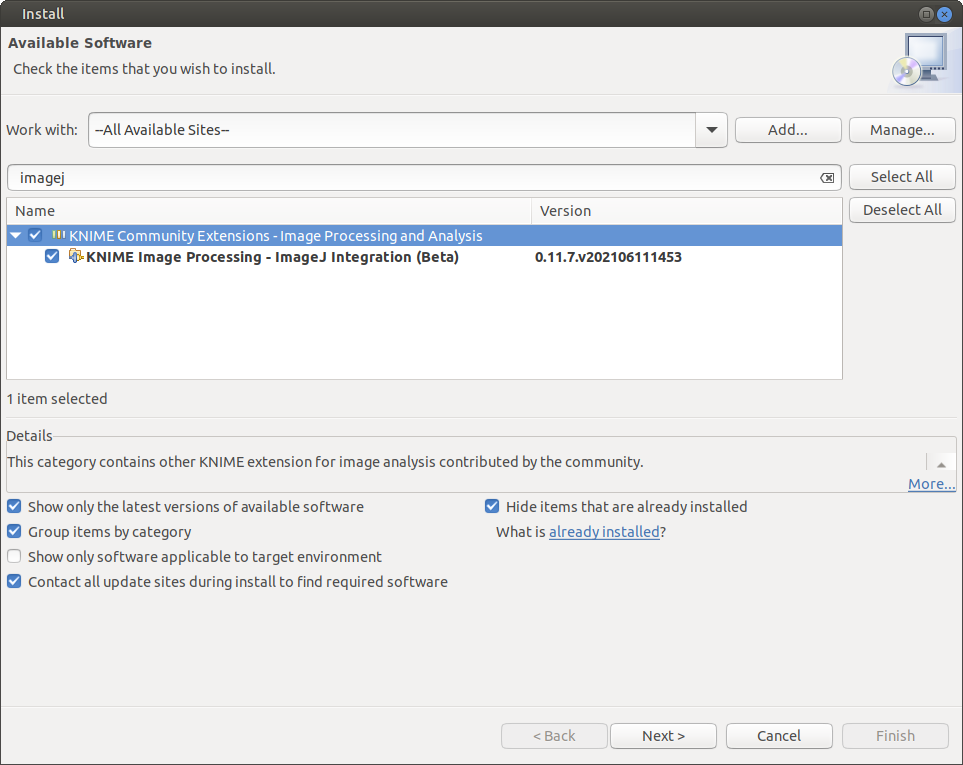 Install
Available Software
Check the items that you wish to install.
Work with: --All Available Sites-- Add... Manage...
imagej Select All
Name Version Deselect All
KNIME Community Extensions - Image Processing and Analysis
KNIME Image Processing - ImageJ Integration (Beta) 0.11.7.v202106111453
1 item selected
Details
This category contains other KNIME extension for image analysis contributed by the community.
More...
Show only the latest versions of available software Hide items that are already installed
Group items by category What is already installed?
Show only software applicable to target environment
Contact all update sites during install to find required software
< Back Next > Cancel Finish